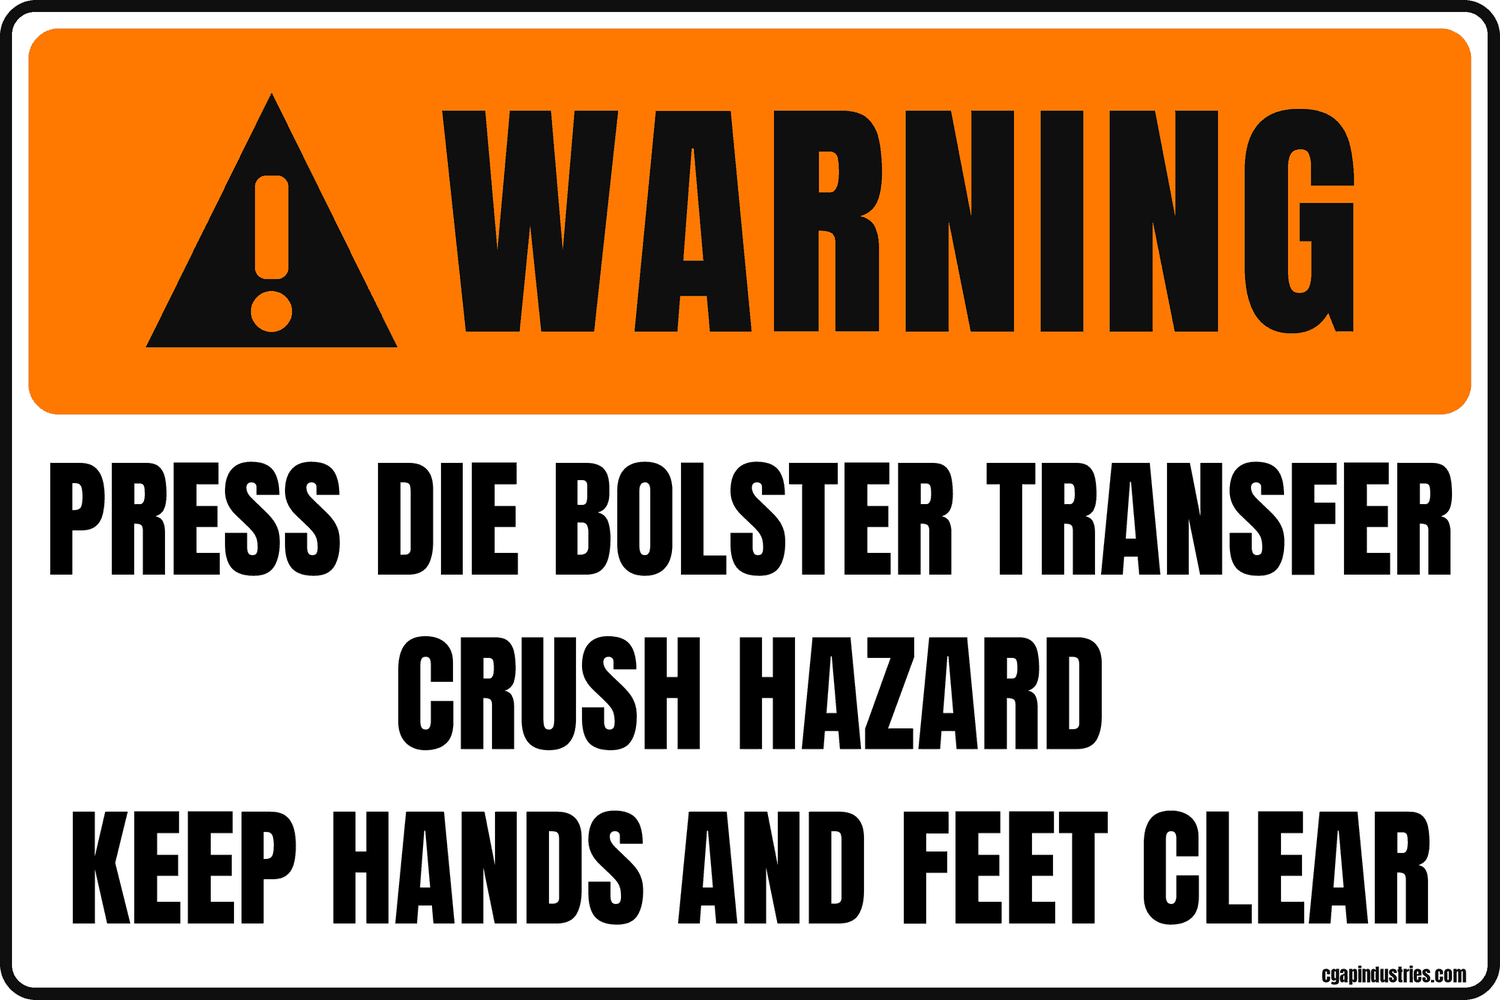 WARNING
PRESS DIE BOLSTER TRANSFER
CRUSH HAZARD
KEEP HANDS AND FEET CLEAR
cgapindustries.com